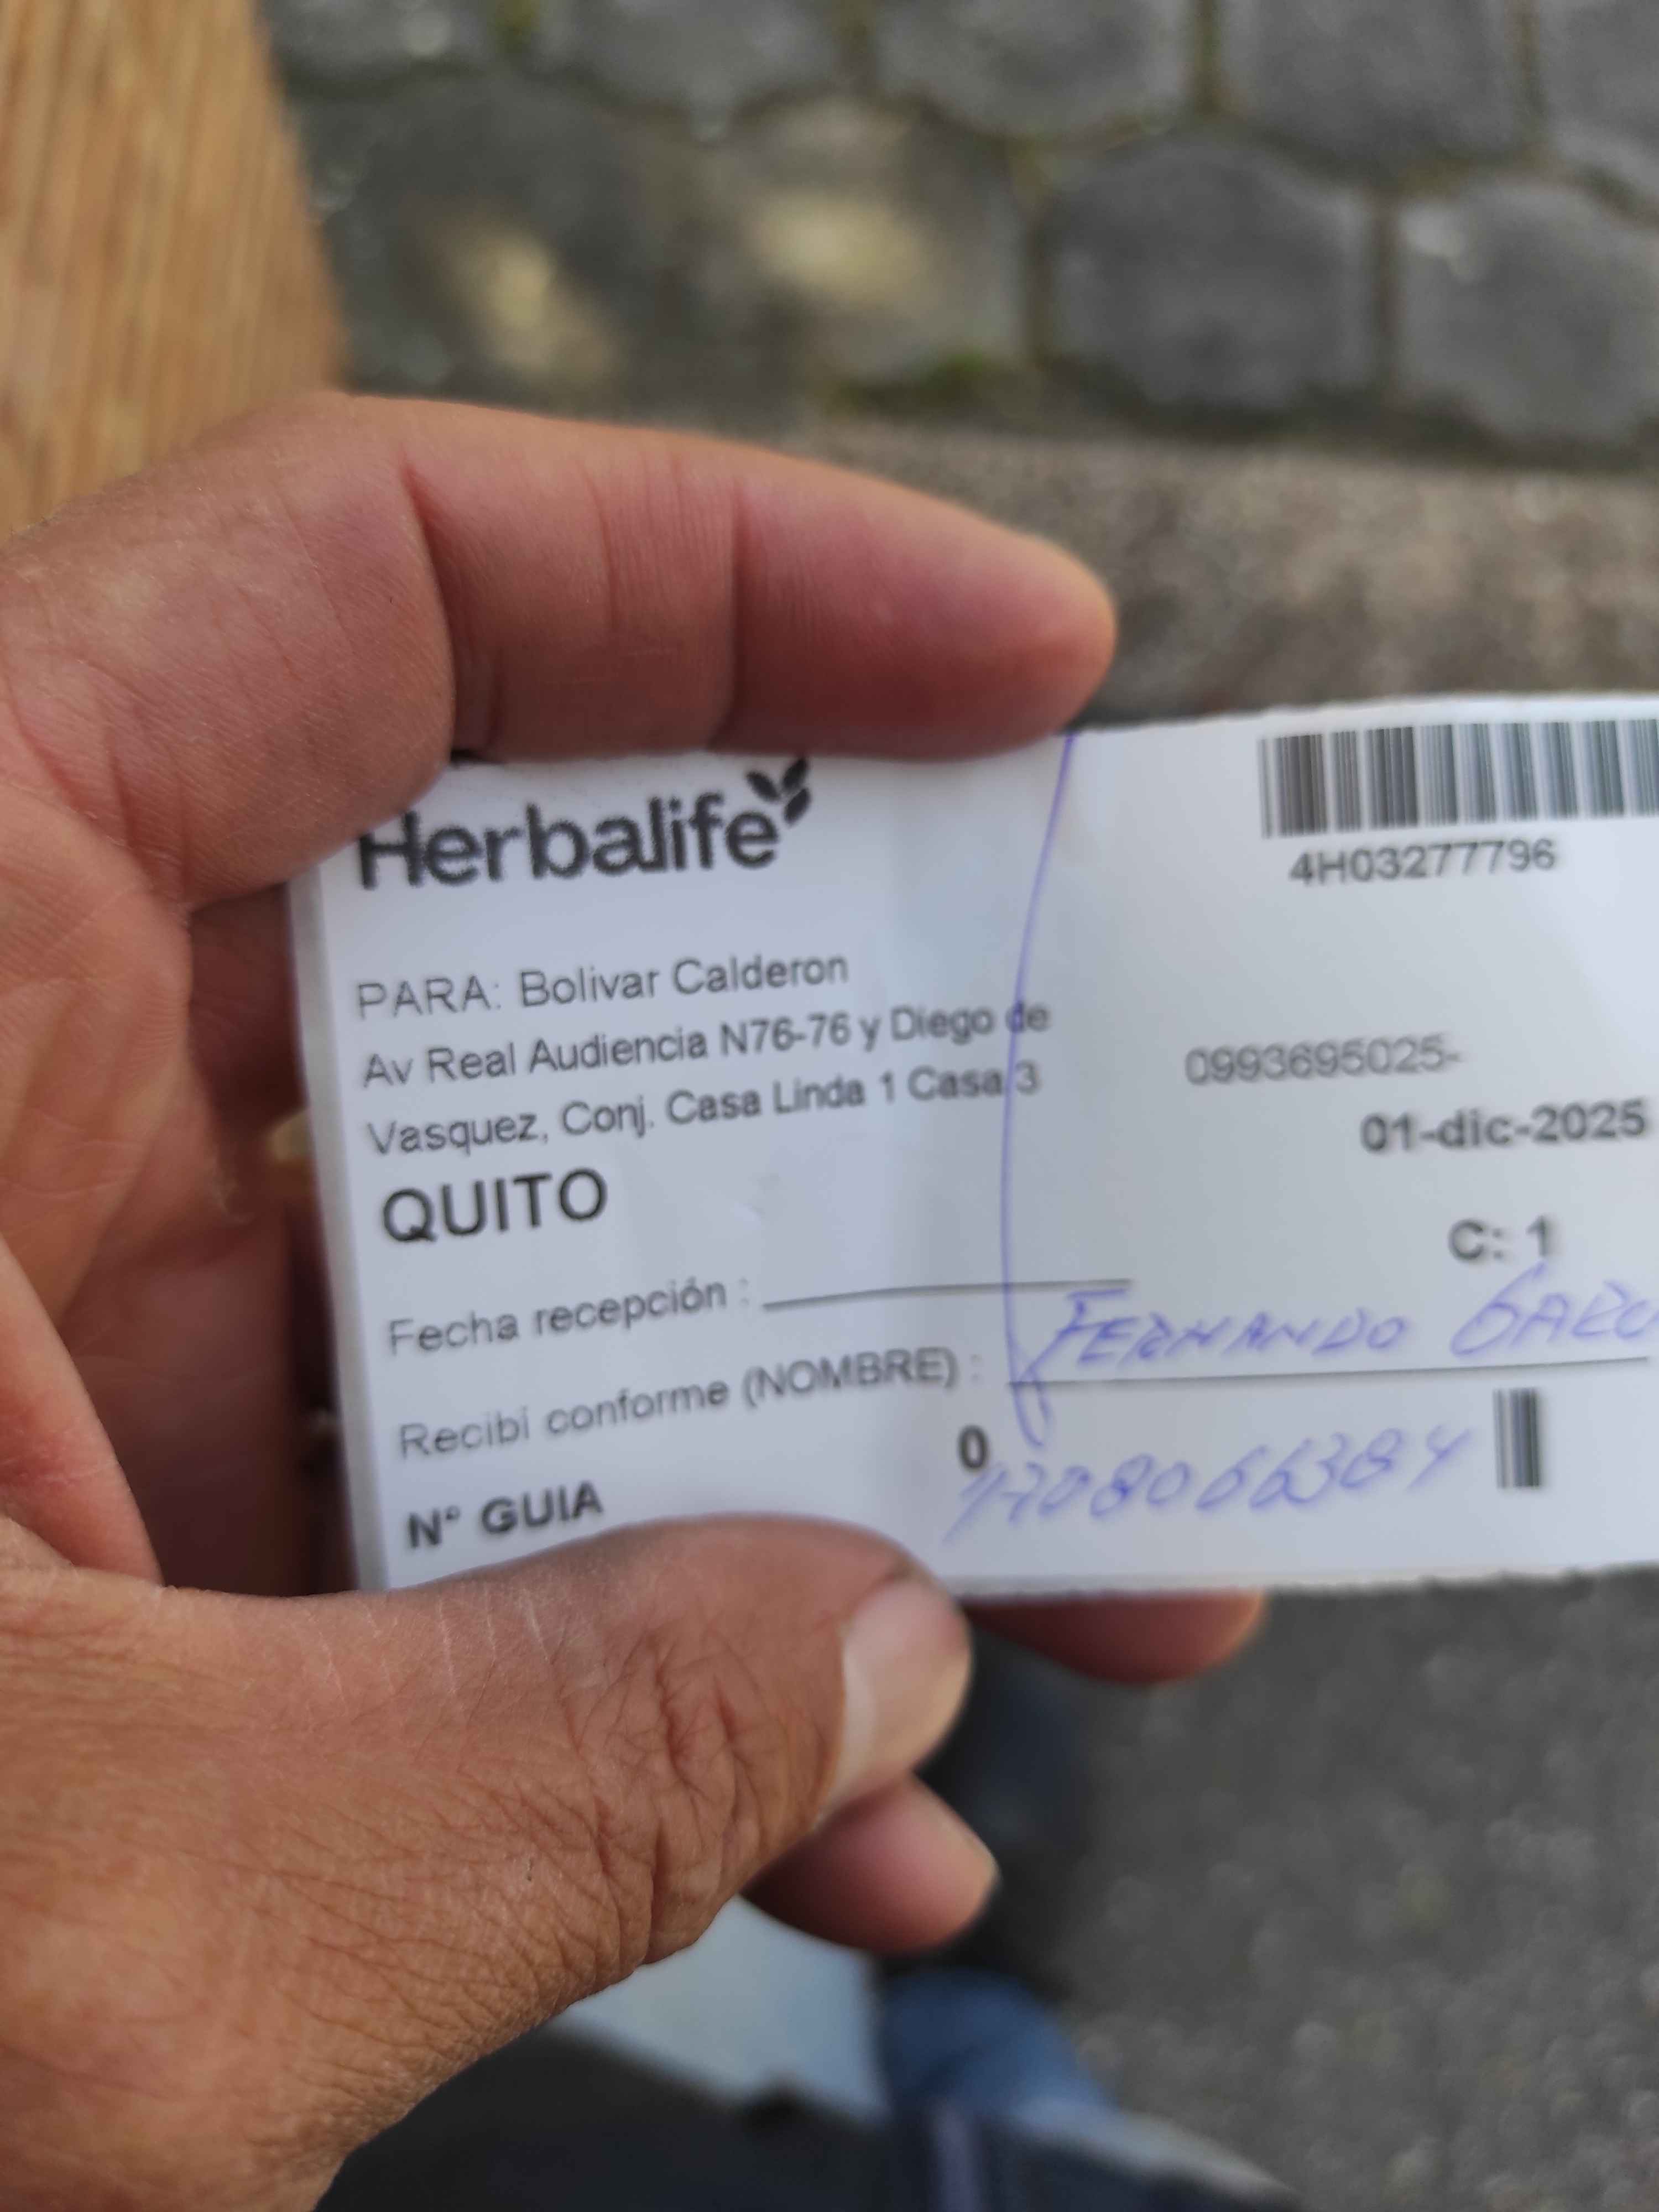 Herbalife
4H03277796
PARA: Bolivar Calderon
Av Real Audiencia N76-76 y Diego de
Vasquez, Conj. Casa Linda 1 Casa 3
0993695025-
01-dic-2025
QUITO
C: 1
Fecha recepción :
Recibí conforme (NOMBRE) : FERNANDO
N° GUIA 0
1708066384